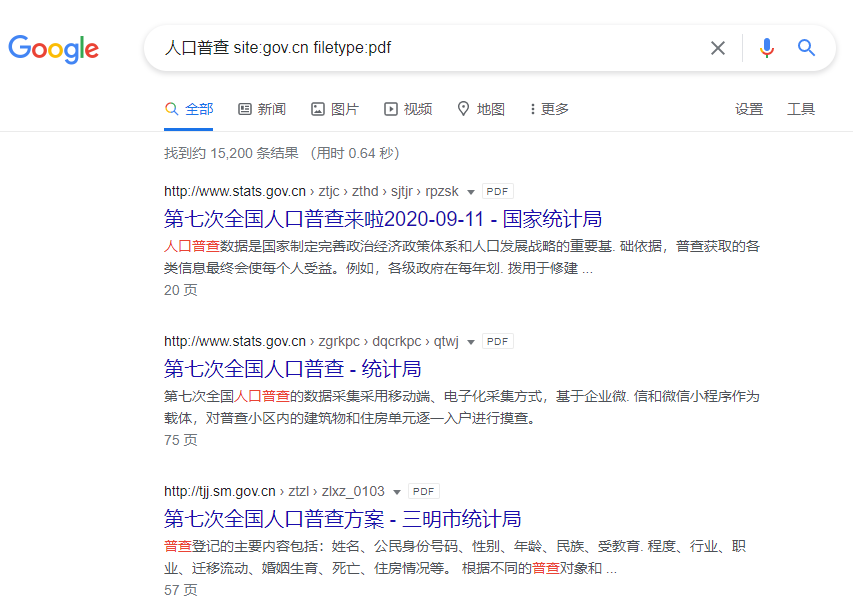 Google
人口普查 site:gov.cn filetype:pdf
全部 新闻 图片 视频 地图 更多 设置 工具
找到约 15,200 条结果 （用时 0.64 秒）
http://www.stats.gov.cn › ztjc › zthd › sjtjr › rpzsk PDF
第七次全国人口普查来啦2020-09-11 - 国家统计局
人口普查数据是国家制定完善政治经济政策体系和人口发展战略的重要基. 础依据，普查获取的各
类信息最终会使每个人受益。例如，各级政府在每年划. 拨用于修建 ...
20 页
http://www.stats.gov.cn › zgrkpc › dqcrkpc › qtwj PDF
第七次全国人口普查 - 统计局
第七次全国人口普查的数据采集采用移动端、电子化采集方式，基于企业微. 信和微信小程序作为
载体，对普查小区内的建筑物和住房单元逐一入户进行摸查。
75 页
http://tjj.sm.gov.cn › ztzl › zlxz_0103 PDF
第七次全国人口普查方案 - 三明市统计局
普查登记的主要内容包括：姓名、公民身份号码、性别、年龄、民族、受教育. 程度、行业、职
业、迁移流动、婚姻生育、死亡、住房情况等。 根据不同的普查对象和 ...
57 页